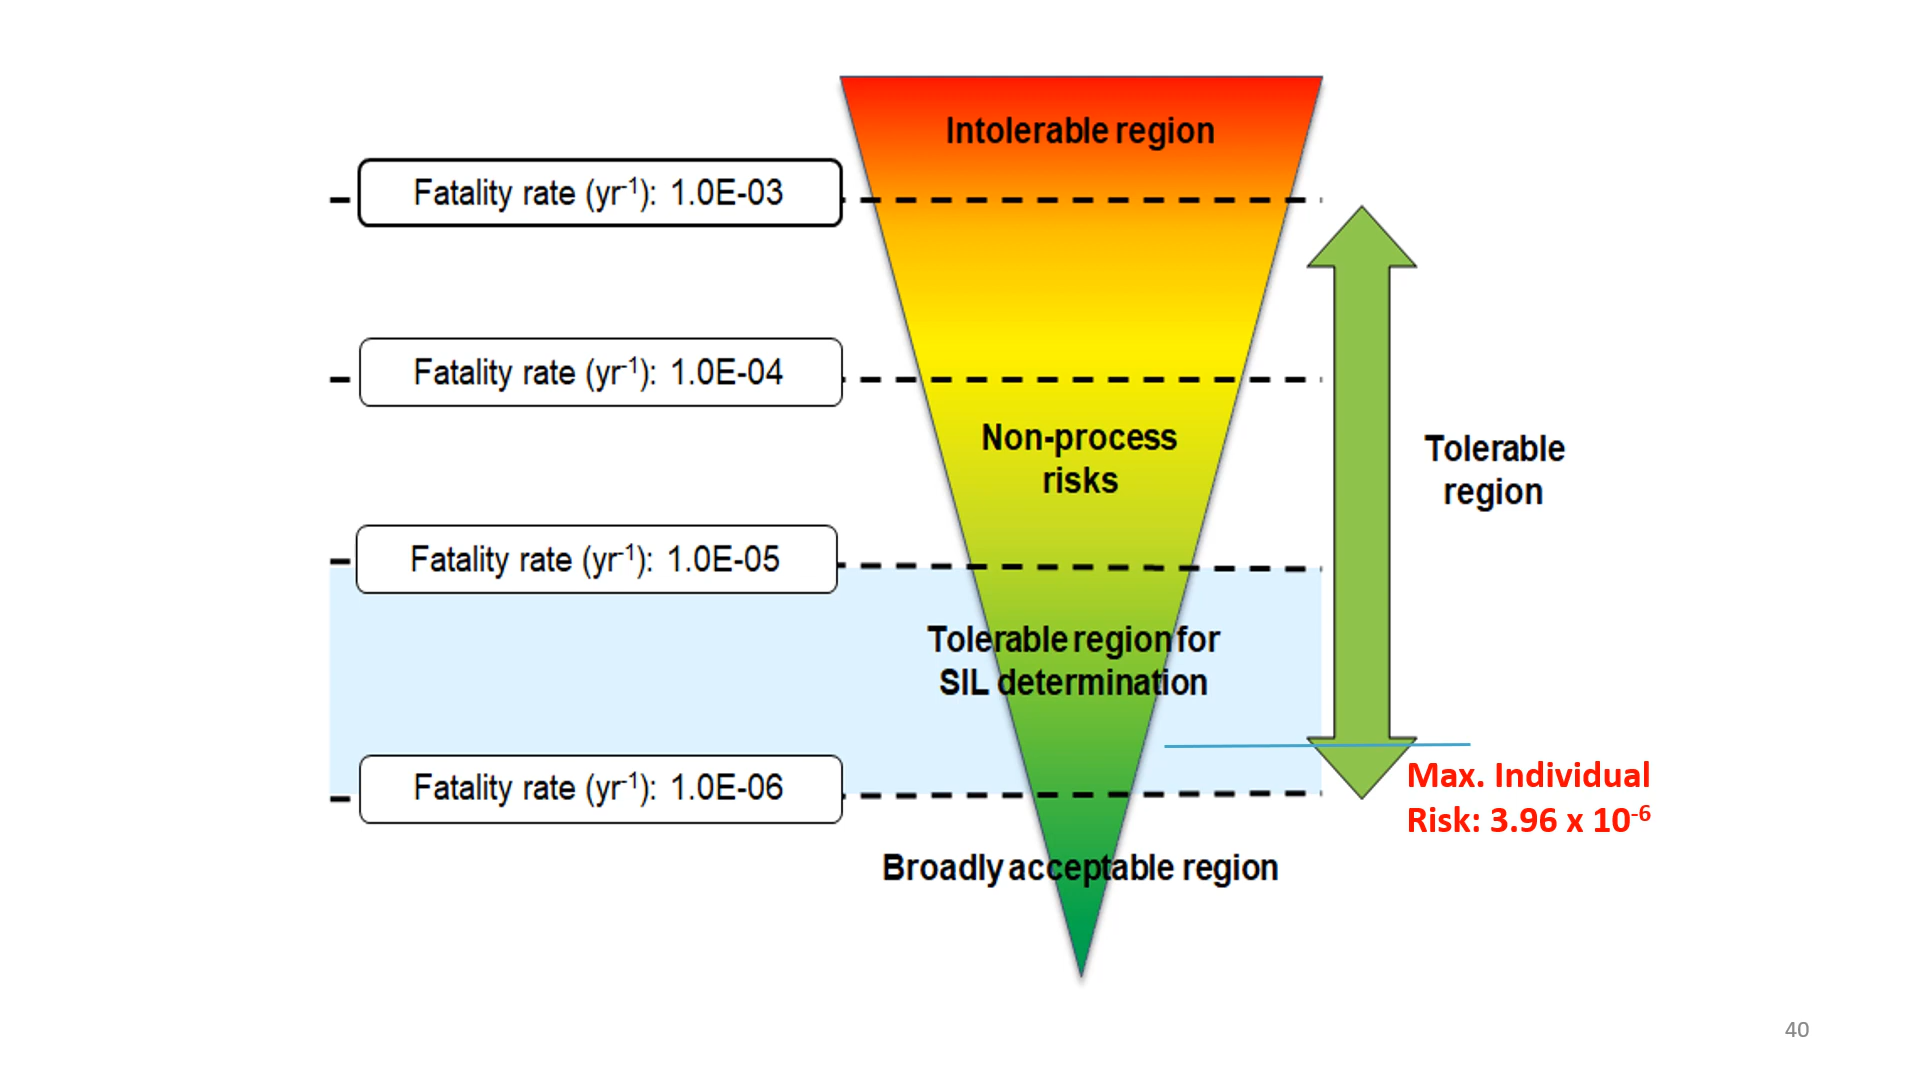 Intolerable region
Fatality rate (yr⁻¹): 1.0E-03
Fatality rate (yr⁻¹): 1.0E-04
Non-process
risks
Tolerable
region
Fatality rate (yr⁻¹): 1.0E-05
Tolerable region for
SIL determination
Fatality rate (yr⁻¹): 1.0E-06
Max. Individual
Risk: 3.96 x 10⁻⁶
Broadly acceptable region
40